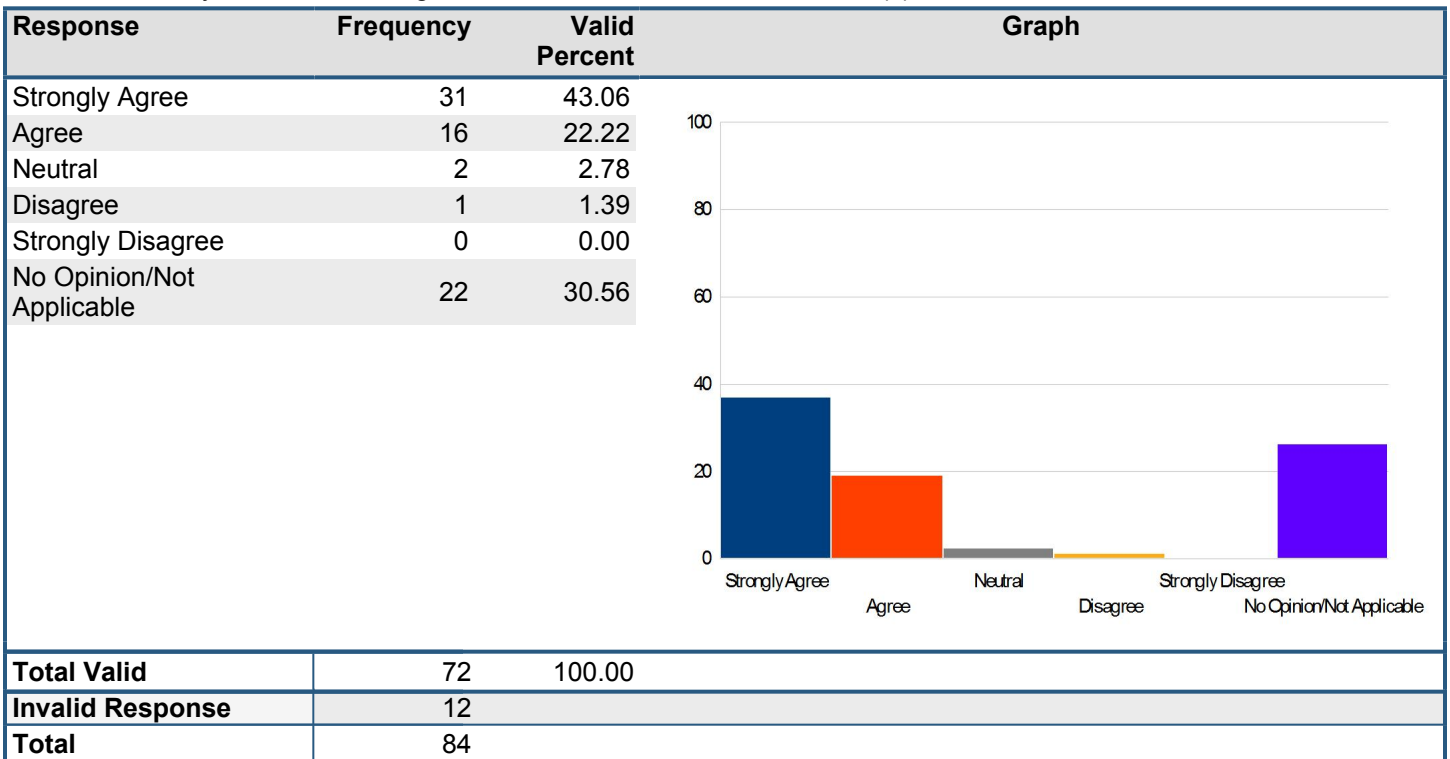 Response Frequency Valid Percent Graph
Strongly Agree 31 43.06
Agree 16 22.22
Neutral 2 2.78
Disagree 1 1.39
Strongly Disagree 0 0.00
No Opinion/Not Applicable 22 30.56
100
80
60
40
20
0
Strongly Agree Neutral Strongly Disagree
Agree Disagree No Opinion/Not Applicable
Total Valid 72 100.00
Invalid Response 12
Total 84